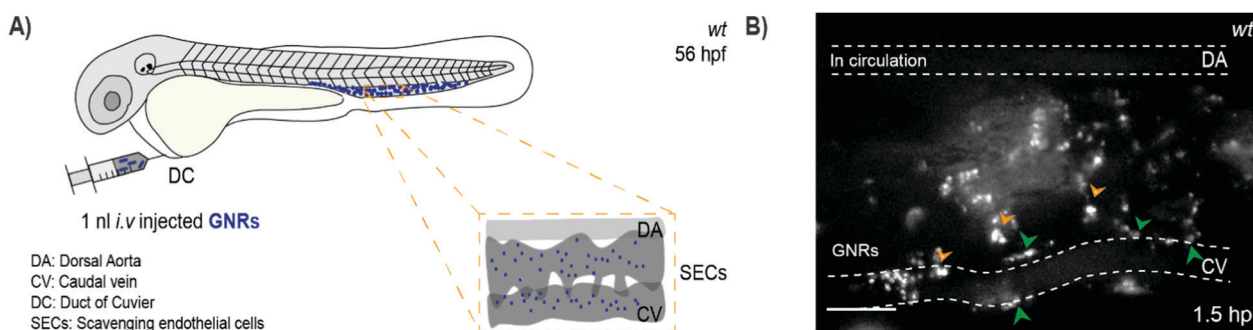 A)
wt
56 hpf
DC
1 nl i.v injected GNRs
DA: Dorsal Aorta
CV: Caudal vein
DC: Duct of Cuvier
SECs: Scavenging endothelial cells
DA
SECs
CV
B)
wt
In circulation
DA
GNRs
CV
1.5 hp